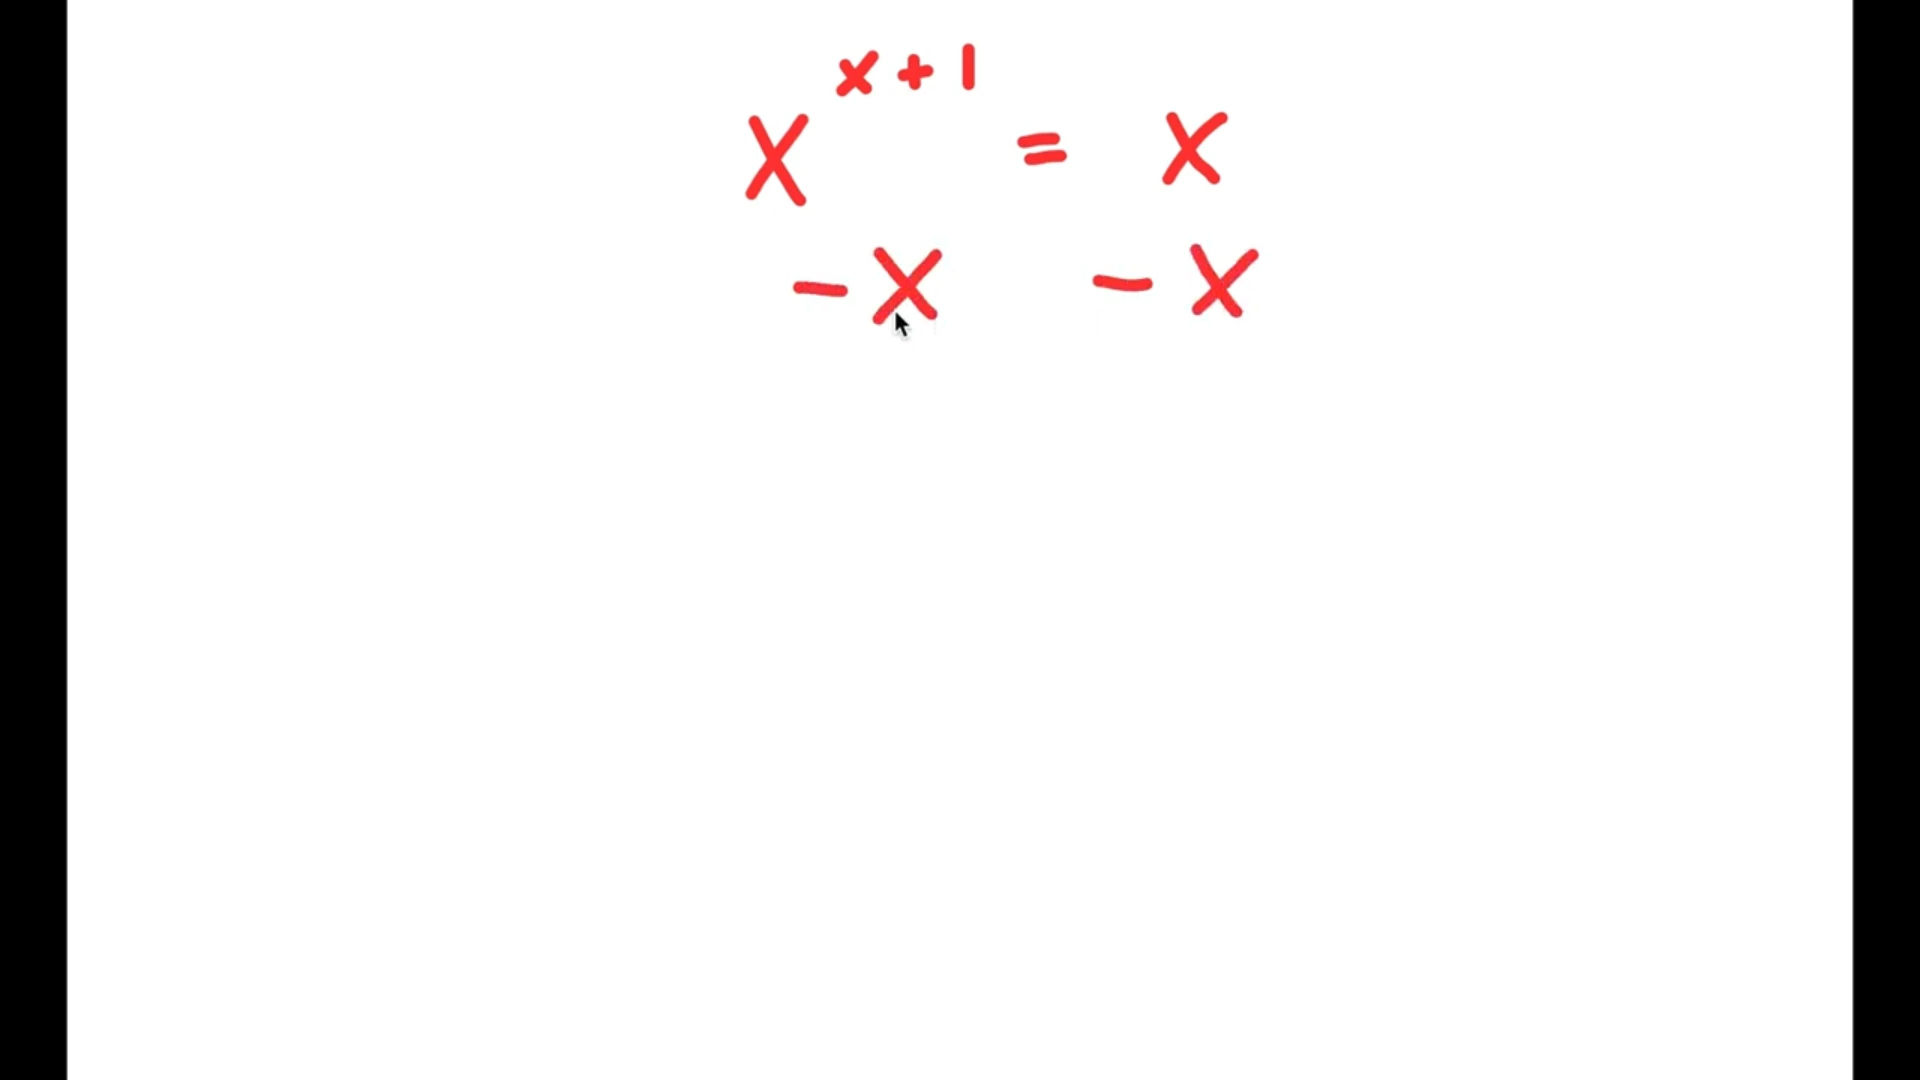 x^{x+1} = x
-x -x